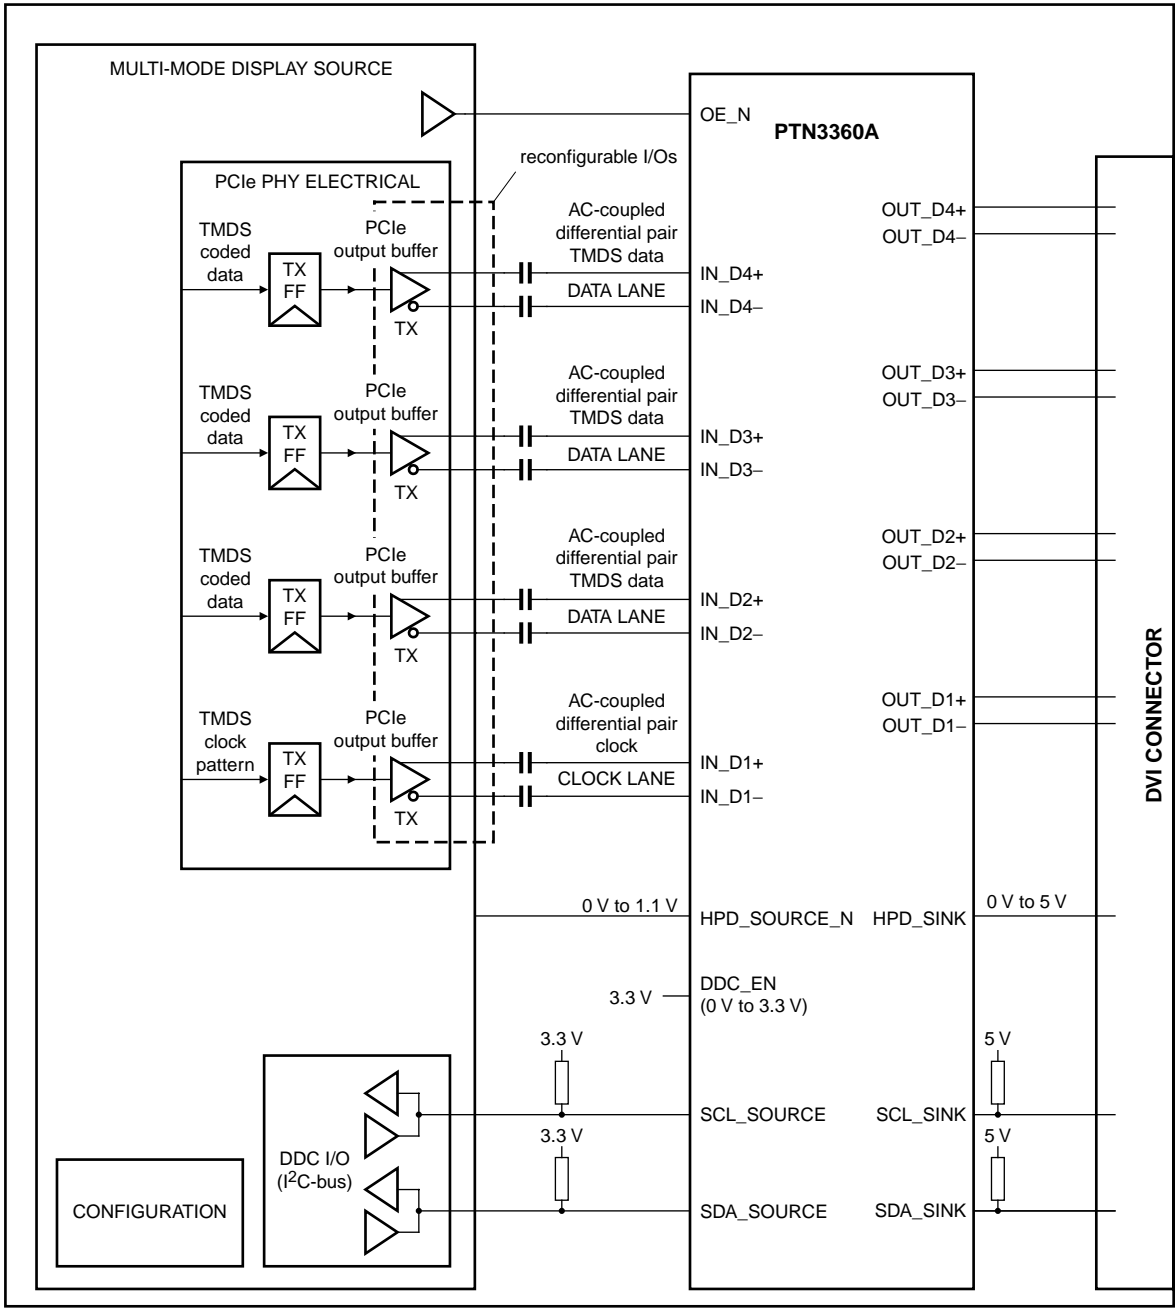 MULTI-MODE DISPLAY SOURCE
OE_N
PTN3360A
reconfigurable I/Os
PCIe PHY ELECTRICAL
TMDS
coded
data
TX
FF
PCIe
output buffer
TX
AC-coupled
differential pair
TMDS data
DATA LANE
IN_D4+
IN_D4−
OUT_D4+
OUT_D4−
TMDS
coded
data
TX
FF
PCIe
output buffer
TX
AC-coupled
differential pair
TMDS data
DATA LANE
IN_D3+
IN_D3−
OUT_D3+
OUT_D3−
TMDS
coded
data
TX
FF
PCIe
output buffer
TX
AC-coupled
differential pair
TMDS data
DATA LANE
IN_D2+
IN_D2−
OUT_D2+
OUT_D2−
TMDS
clock
pattern
TX
FF
PCIe
output buffer
TX
AC-coupled
differential pair
clock
CLOCK LANE
IN_D1+
IN_D1−
OUT_D1+
OUT_D1−
DVI CONNECTOR
0 V to 1.1 V
HPD_SOURCE_N
HPD_SINK
0 V to 5 V
3.3 V
DDC_EN
(0 V to 3.3 V)
3.3 V
5 V
SCL_SOURCE
SCL_SINK
3.3 V
5 V
SDA_SOURCE
SDA_SINK
DDC I/O
(I²C-bus)
CONFIGURATION